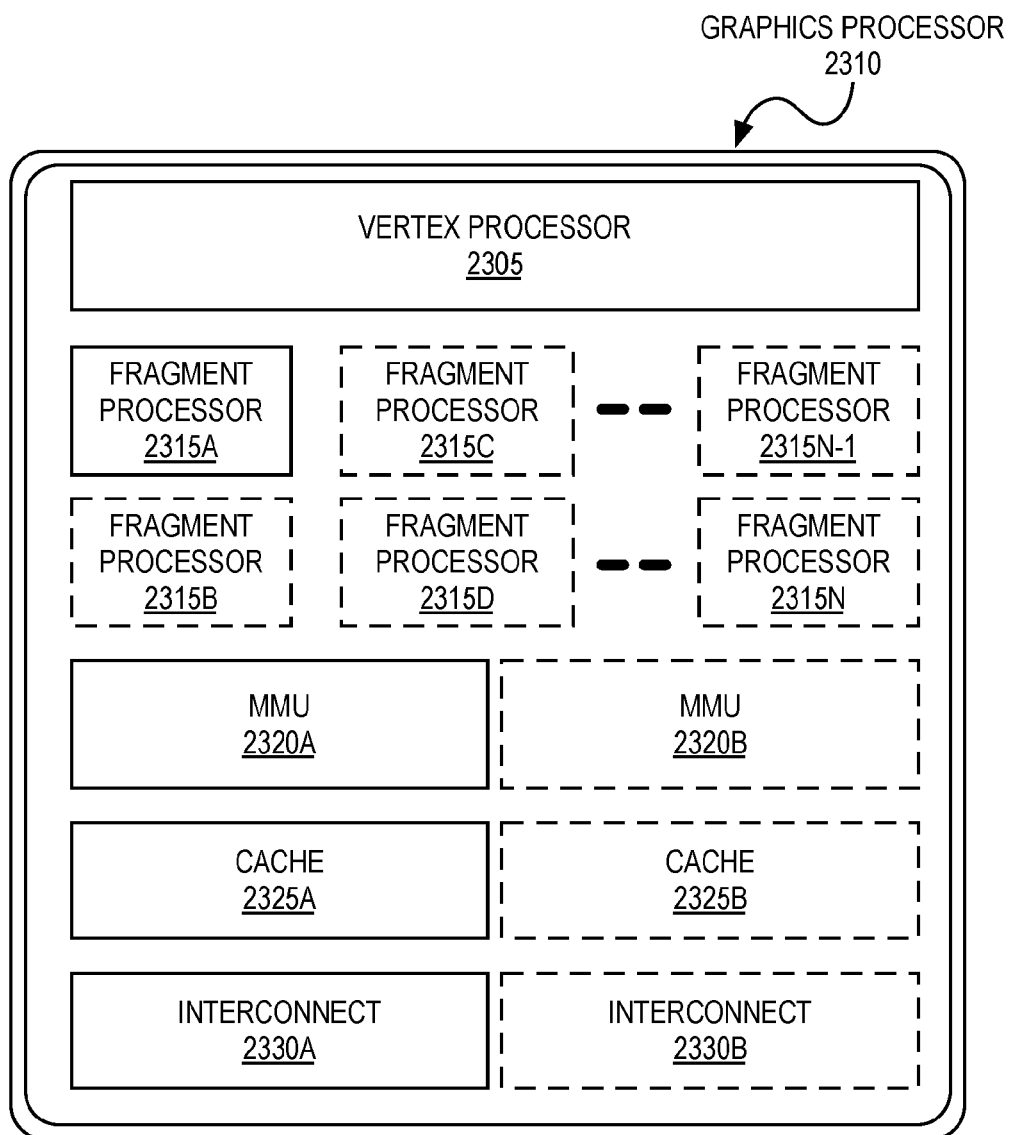 GRAPHICS PROCESSOR
2310
VERTEX PROCESSOR
2305
FRAGMENT
PROCESSOR
2315A
FRAGMENT
PROCESSOR
2315C
FRAGMENT
PROCESSOR
2315N-1
FRAGMENT
PROCESSOR
2315B
FRAGMENT
PROCESSOR
2315D
FRAGMENT
PROCESSOR
2315N
MMU
2320A
MMU
2320B
CACHE
2325A
CACHE
2325B
INTERCONNECT
2330A
INTERCONNECT
2330B